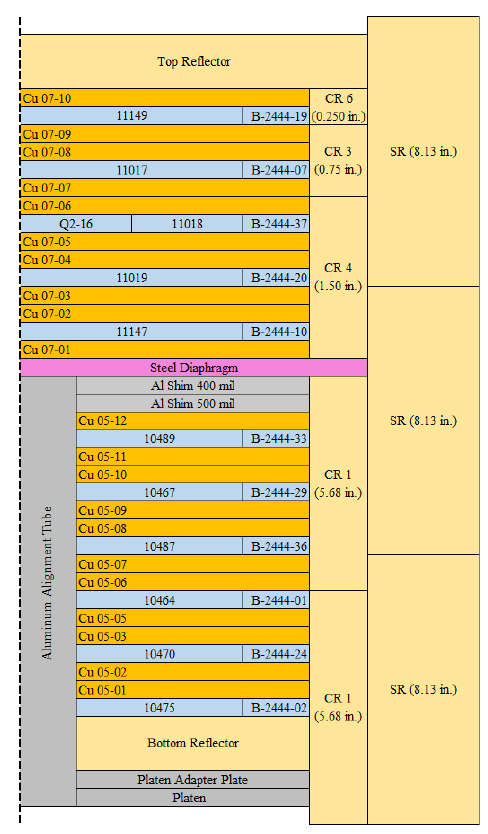 Top Reflector
Cu 07-10
CR 6
11149 B-2444-19 (0.250 in.)
Cu 07-09
Cu 07-08
CR 3
SR (8.13 in.)
11017 B-2444-07 (0.75 in.)
Cu 07-07
Cu 07-06
Q2-16 11018 B-2444-37
Cu 07-05
Cu 07-04
CR 4
11019 B-2444-20
(1.50 in.)
Cu 07-03
Cu 07-02
11147 B-2444-10
Cu 07-01
Steel Diaphragm
Al Shim 400 mil
Al Shim 500 mil
Cu 05-12
SR (8.13 in.)
10489 B-2444-33
Cu 05-11
Cu 05-10
CR 1
10467 B-2444-29
(5.68 in.)
Cu 05-09
Cu 05-08
10487 B-2444-36
Cu 05-07
Cu 05-06
Aluminum Alignment Tube
10464 B-2444-01
Cu 05-05
Cu 05-03
10470 B-2444-24
Cu 05-02
Cu 05-01
CR 1
SR (8.13 in.)
10475 B-2444-02
(5.68 in.)
Bottom Reflector
Platen Adapter Plate
Platen